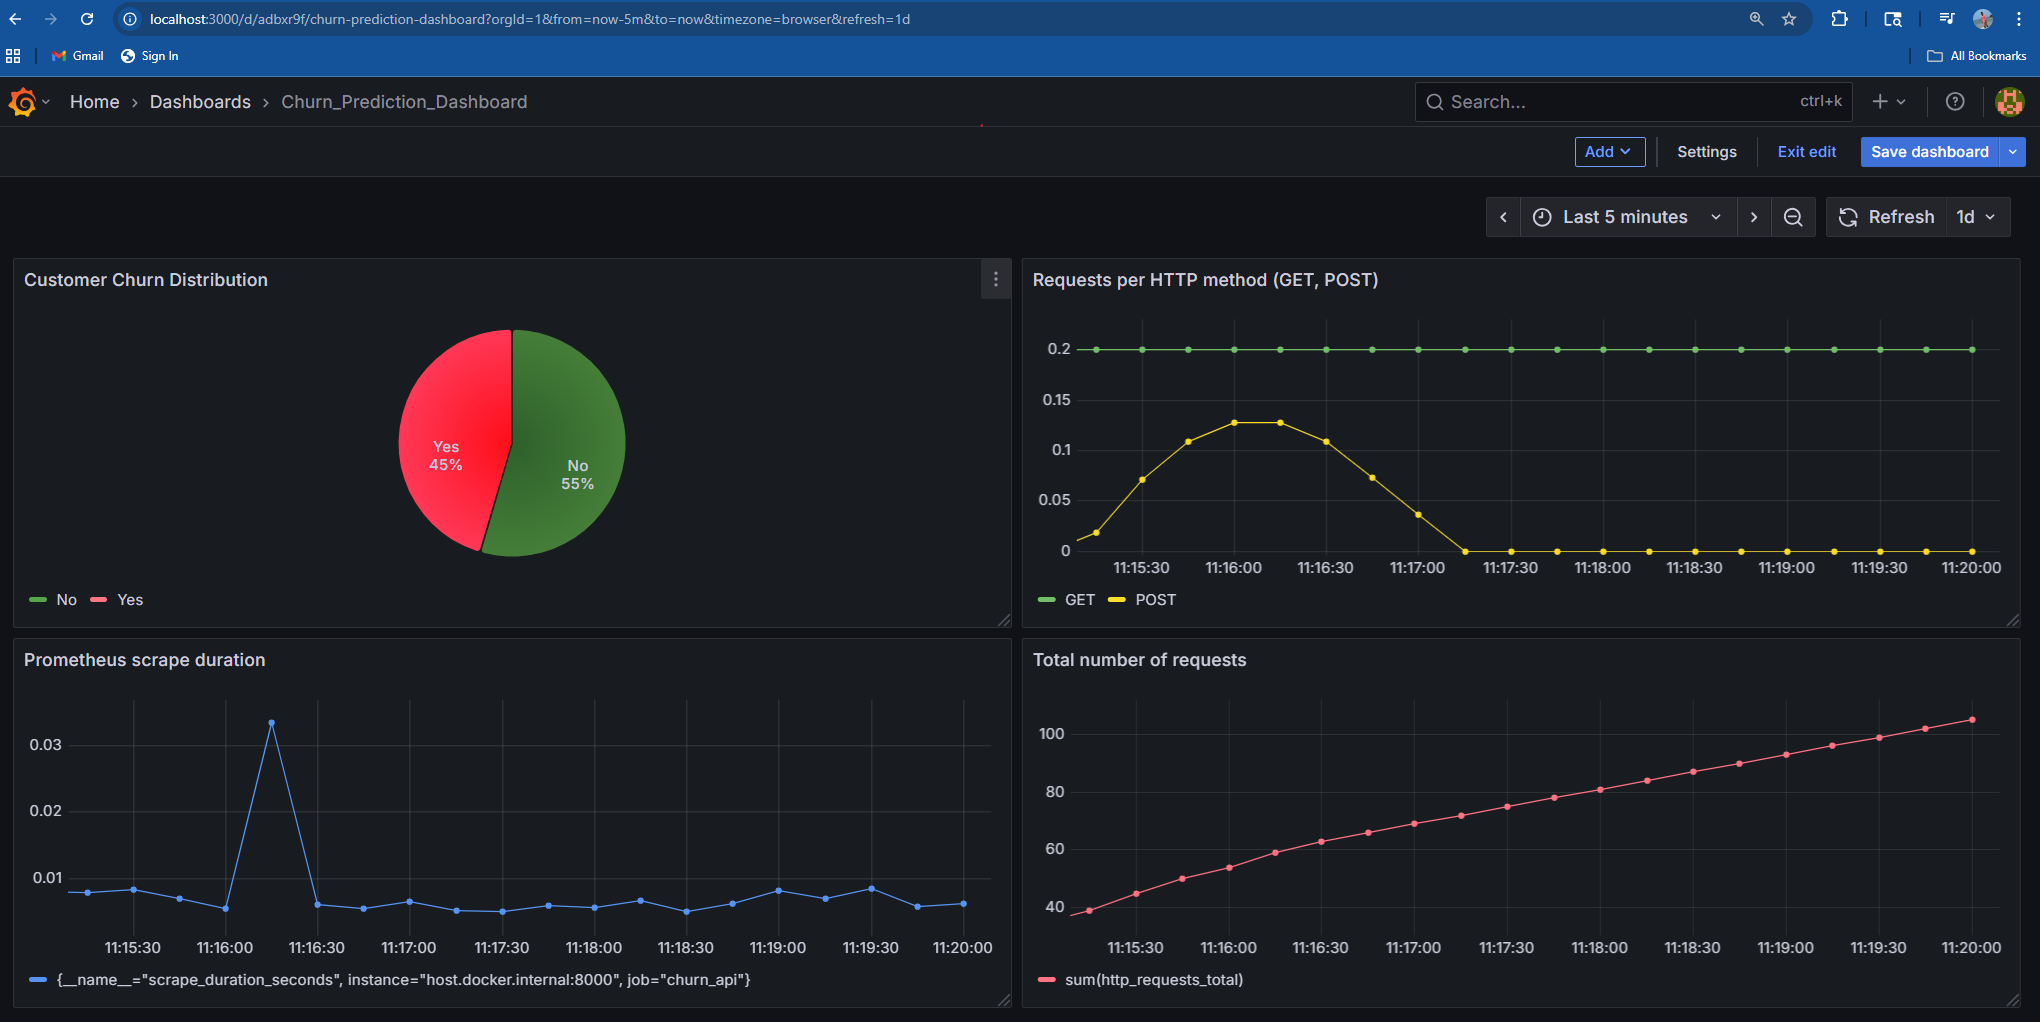 localhost:3000/d/adbxr9f/churn-prediction-dashboard?orgId=1&from=now-5m&to=now&timezone=browser&refresh=1d
Gmail
Sign In
All Bookmarks
Home › Dashboards › Churn_Prediction_Dashboard
Search...
ctrl+k
Add
Settings
Exit edit
Save dashboard
Last 5 minutes
Refresh
1d
Customer Churn Distribution
Yes
45%
No
55%
No
Yes
Requests per HTTP method (GET, POST)
0.2
0.15
0.1
0.05
0
11:15:30 11:16:00 11:16:30 11:17:00 11:17:30 11:18:00 11:18:30 11:19:00 11:19:30 11:20:00
GET
POST
Prometheus scrape duration
0.03
0.02
0.01
11:15:30 11:16:00 11:16:30 11:17:00 11:17:30 11:18:00 11:18:30 11:19:00 11:19:30 11:20:00
{__name__="scrape_duration_seconds", instance="host.docker.internal:8000", job="churn_api"}
Total number of requests
100
80
60
40
11:15:30 11:16:00 11:16:30 11:17:00 11:17:30 11:18:00 11:18:30 11:19:00 11:19:30 11:20:00
sum(http_requests_total)